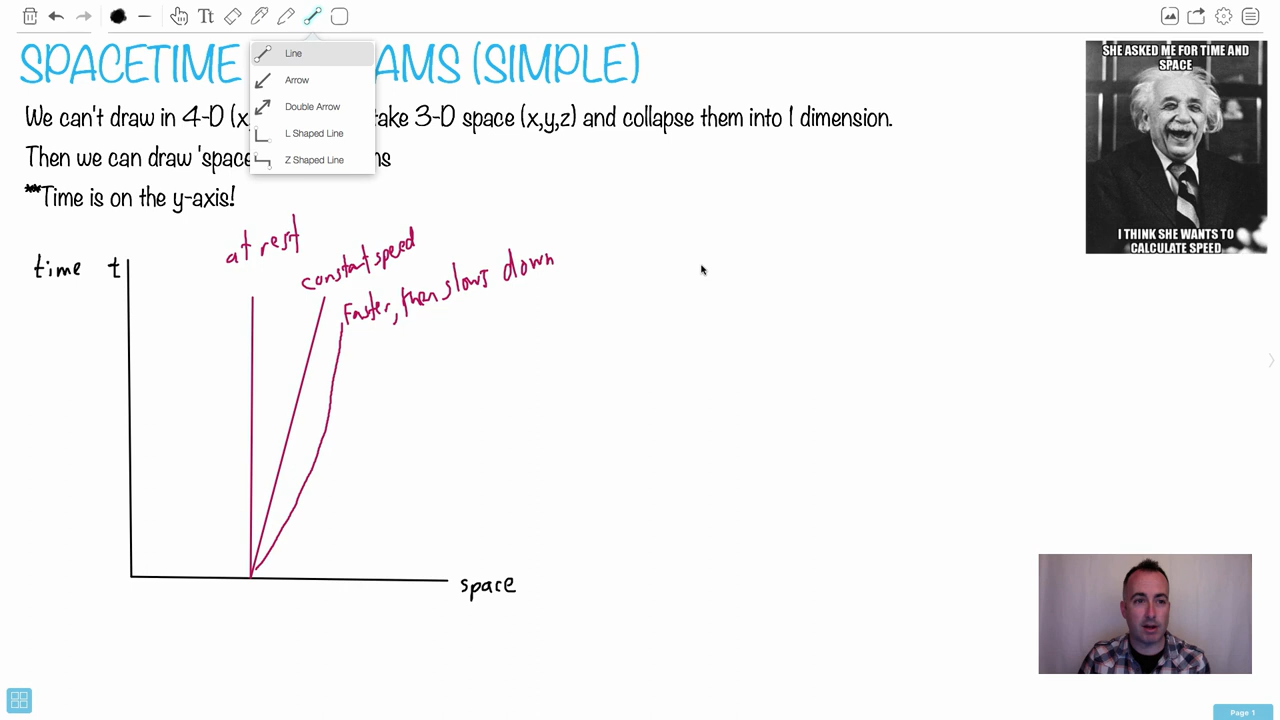 Tt
SPACETIME AMS (SIMPLE)
Line
Arrow
Double Arrow
L Shaped Line
Z Shaped Line
We can't draw in 4-D (x, take 3-D space (x,y,z) and collapse them into 1 dimension.
Then we can draw 'space ns
**Time is on the y-axis!
SHE ASKED ME FOR TIME AND
SPACE
I THINK SHE WANTS TO
CALCULATE SPEED
at rest
constant speed
Faster, then slows down
time t
space
Page 1